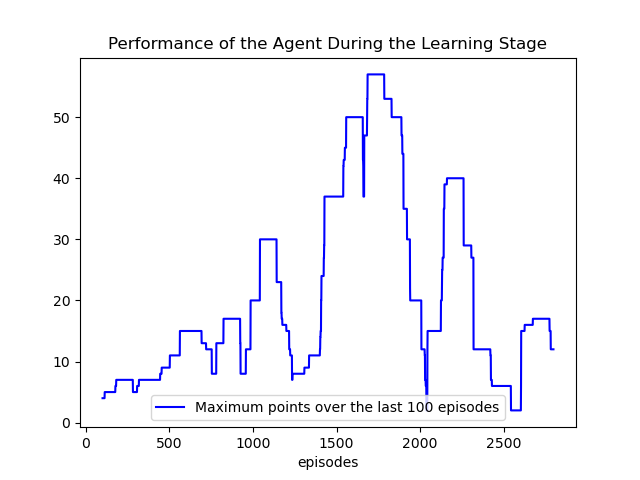 Performance of the Agent During the Learning Stage
50
40
30
20
10
0
Maximum points over the last 100 episodes
0 500 1000 1500 2000 2500
episodes